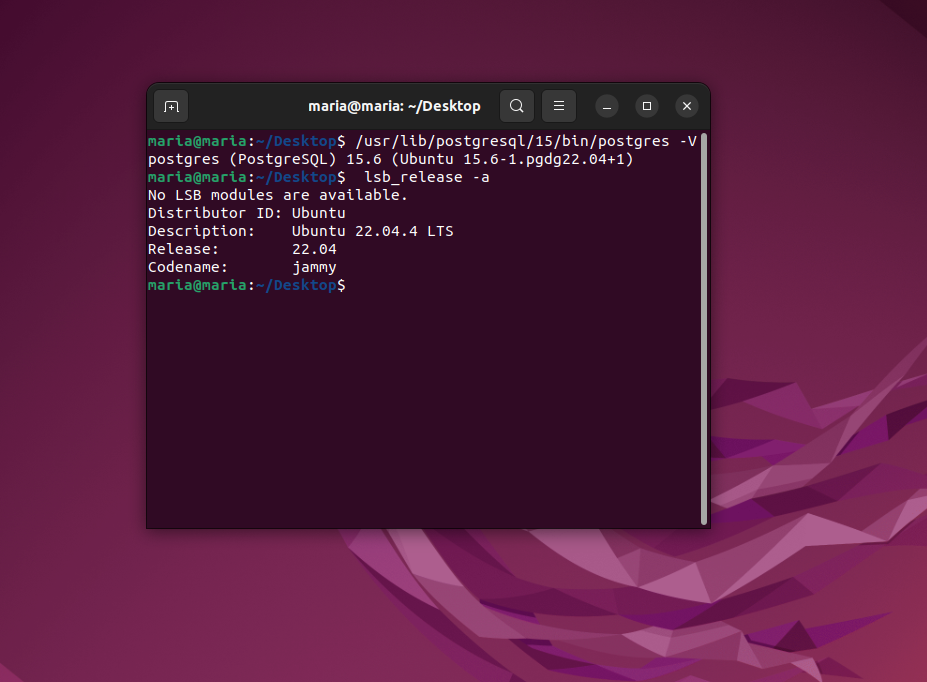 maria@maria: ~/Desktop
maria@maria:~/Desktop$ /usr/lib/postgresql/15/bin/postgres -V
postgres (PostgreSQL) 15.6 (Ubuntu 15.6-1.pgdg22.04+1)
maria@maria:~/Desktop$  lsb_release -a
No LSB modules are available.
Distributor ID: Ubuntu
Description:    Ubuntu 22.04.4 LTS
Release:        22.04
Codename:       jammy
maria@maria:~/Desktop$